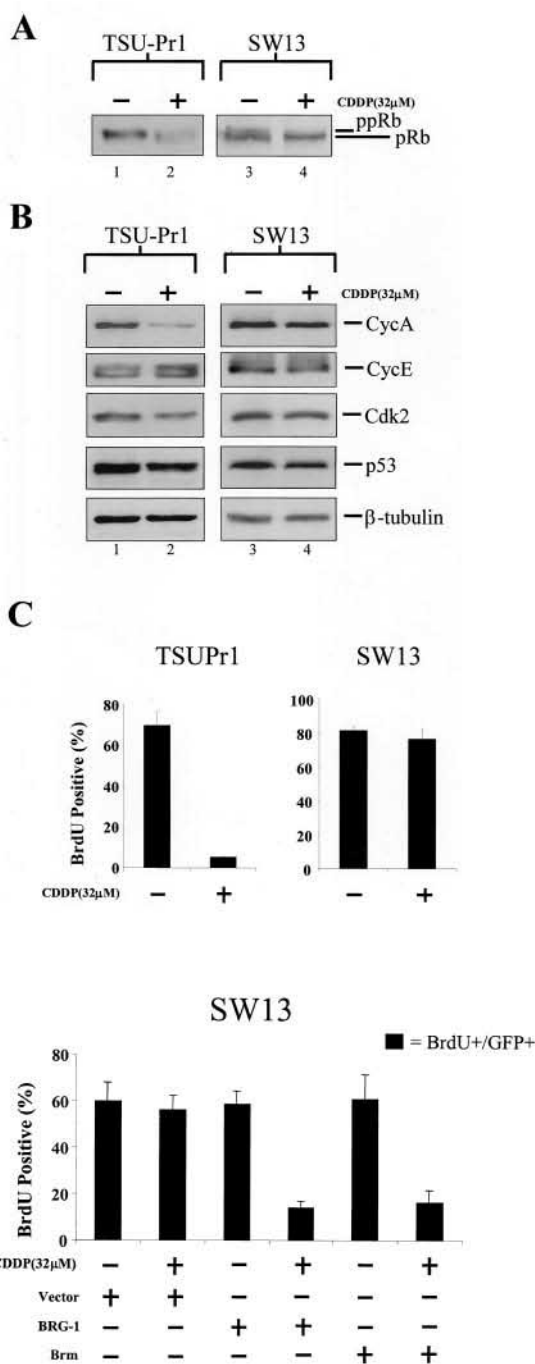 A
TSU-Pr1 SW13
− + − + CDDP(32μM)
ppRb
pRb
1 2 3 4
B
TSU-Pr1 SW13
− + − + CDDP(32μM)
CycA
CycE
Cdk2
p53
β-tubulin
1 2 3 4
C
TSUPr1 SW13
BrdU Positive (%)
80
60
40
20
0
100
80
60
40
20
0
CDDP(32μM) − + − +
SW13
■ = BrdU+/GFP+
BrdU Positive (%)
80
60
40
20
0
CDDP(32μM) − + − + − +
Vector + + − − − −
BRG-1 − − + + − −
Brm − − − − + +